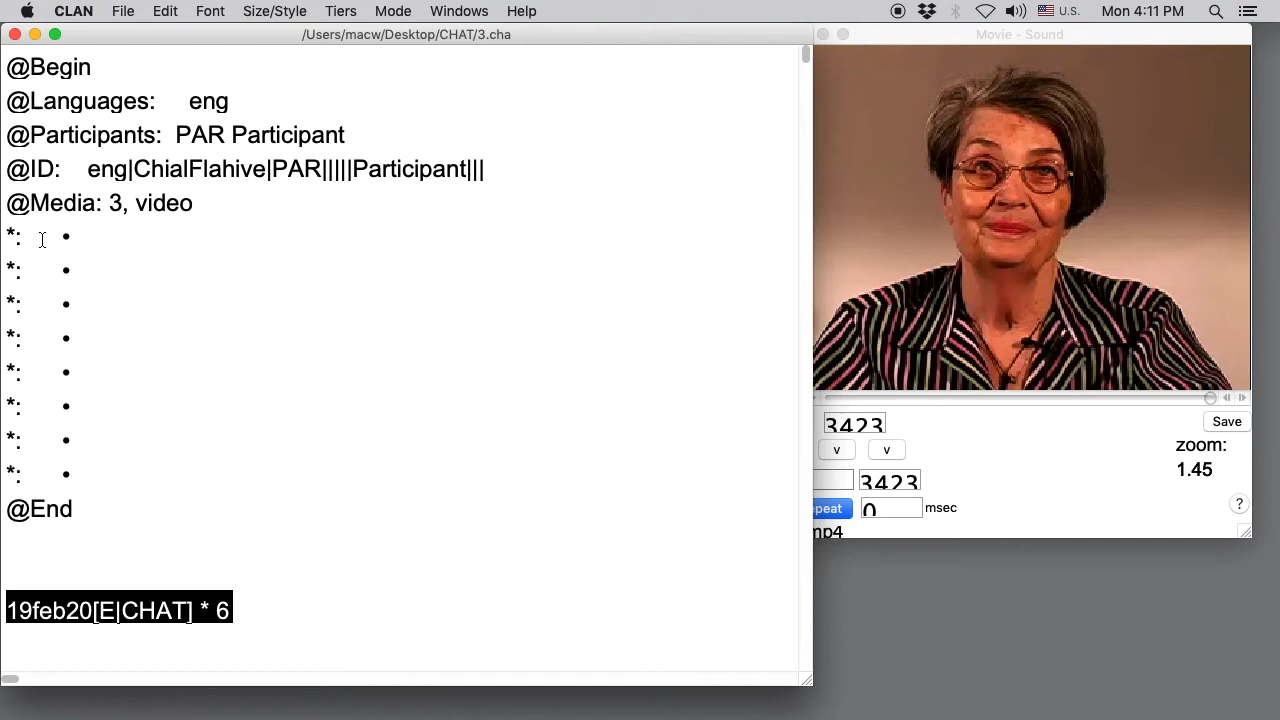 CLAN File Edit Font Size/Style Tiers Mode Windows Help U.S. Mon 4:11 PM
/Users/macw/Desktop/CHAT/3.cha
Movie - Sound
@Begin
@Languages: eng
@Participants: PAR Participant
@ID: eng|ChialFlahive|PAR|||||Participant|||
@Media: 3, video
*: •
*: •
*: •
*: •
*: •
*: •
*: •
*: •
@End
19feb20[E|CHAT] * 6
3423
Save
v v
zoom:
1.45
3423
peat 0 msec
?
mp4